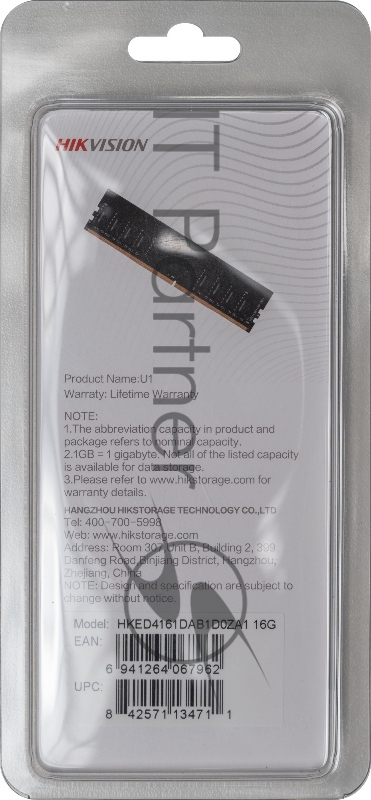 HIKVISION
IT Partner
Product Name:U1
Warraty: Lifetime Warranty
NOTE:
1.The abbreviation capacity in product and
package refers to nominal capacity.
2.1GB = 1 gigabyte. Not all of the listed capacity
is available for data storage.
3.Please refer to www.hikstorage.com for
warranty details.
HANGZHOU HIKSTORAGE TECHNOLOGY CO.,LTD
Tel: 400-700-5998
Web: www.hikstorage.com
Address: Room 307, Unit B, Building 2, 399
Danfeng Road,Binjiang District, Hangzhou,
Zhejiang, China
NOTE: Design and specification are subject to
change without notice.
Model: HKED4161DAB1D0ZA1 16G
EAN:
6 941264 067962
UPC:
8 42571 13471 1